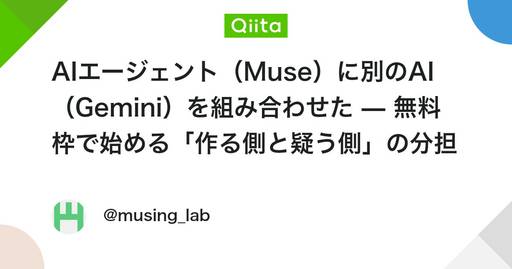 Qiita
AIエージェント（Muse）に別のAI
（Gemini）を組み合わせた — 無料
枠で始める「作る側と疑う側」の分担
@musing_lab